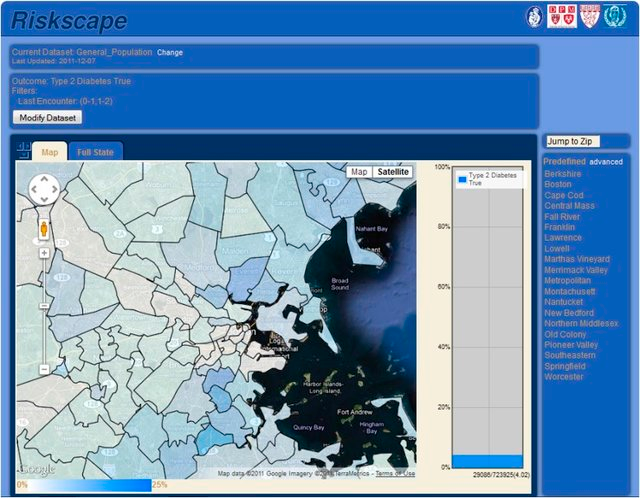 Riskscape
Current Dataset: General_Population Change
Last Updated: 2011-12-07
Outcome: Type 2 Diabetes True
Filters:
Last Encounter: (0-1,1-2)
Modify Dataset
Map Full State
Jump to Zip
Predefined advanced
Berkshire
Boston
Cape Cod
Central Mass
Fall River
Franklin
Lawrence
Lowell
Marthas Vineyard
Merrimack Valley
Metropolitan
Montachusett
Nantucket
New Bedford
Northern Middlesex
Old Colony
Pioneer Valley
Southeastern
Springfield
Worcester
Map Satellite
Woburn
Saugus
Malden
Medford
Everett
Nahant Bay
Broad
Sound
Harbor Islands-
Long Island
Fort Andrew
Quincy Bay
Hingham
Bay
Google
Map data ©2011 Google Imagery ©2011 TerraMetrics - Terms of Use
0% 25%
100%
Type 2 Diabetes
True
80%
60%
40%
20%
0%
29086/723925(4.02)